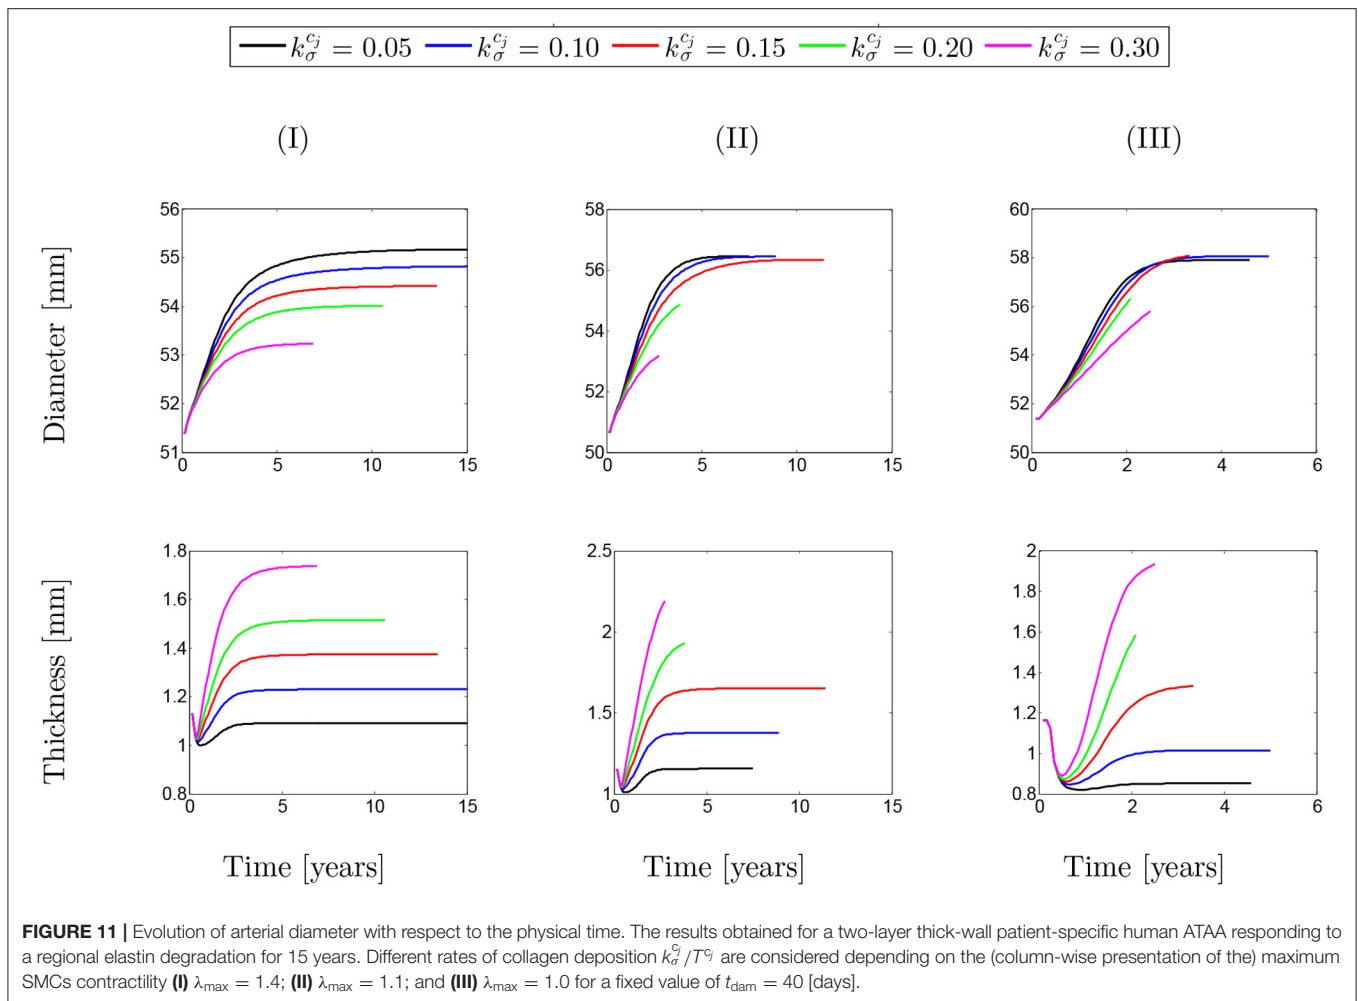 k_σ^{c_j} = 0.05 k_σ^{c_j} = 0.10 k_σ^{c_j} = 0.15 k_σ^{c_j} = 0.20 k_σ^{c_j} = 0.30
(I) (II) (III)
Diameter [mm]
56
55
54
53
52
51
0 5 10 15
58
56
54
52
50
0 5 10 15
60
58
56
54
52
50
0 2 4 6
Thickness [mm]
1.8
1.6
1.4
1.2
1
0.8
0 5 10 15
2.5
2
1.5
1
0 5 10 15
2
1.8
1.6
1.4
1.2
1
0.8
0 2 4 6
Time [years] Time [years] Time [years]
FIGURE 11 | Evolution of arterial diameter with respect to the physical time. The results obtained for a two-layer thick-wall patient-specific human ATAA responding to
a regional elastin degradation for 15 years. Different rates of collagen deposition k_σ^{c_j}/T^{c_j} are considered depending on the (column-wise presentation of the) maximum
SMCs contractility (I) λmax = 1.4; (II) λmax = 1.1; and (III) λmax = 1.0 for a fixed value of tdam = 40 [days].